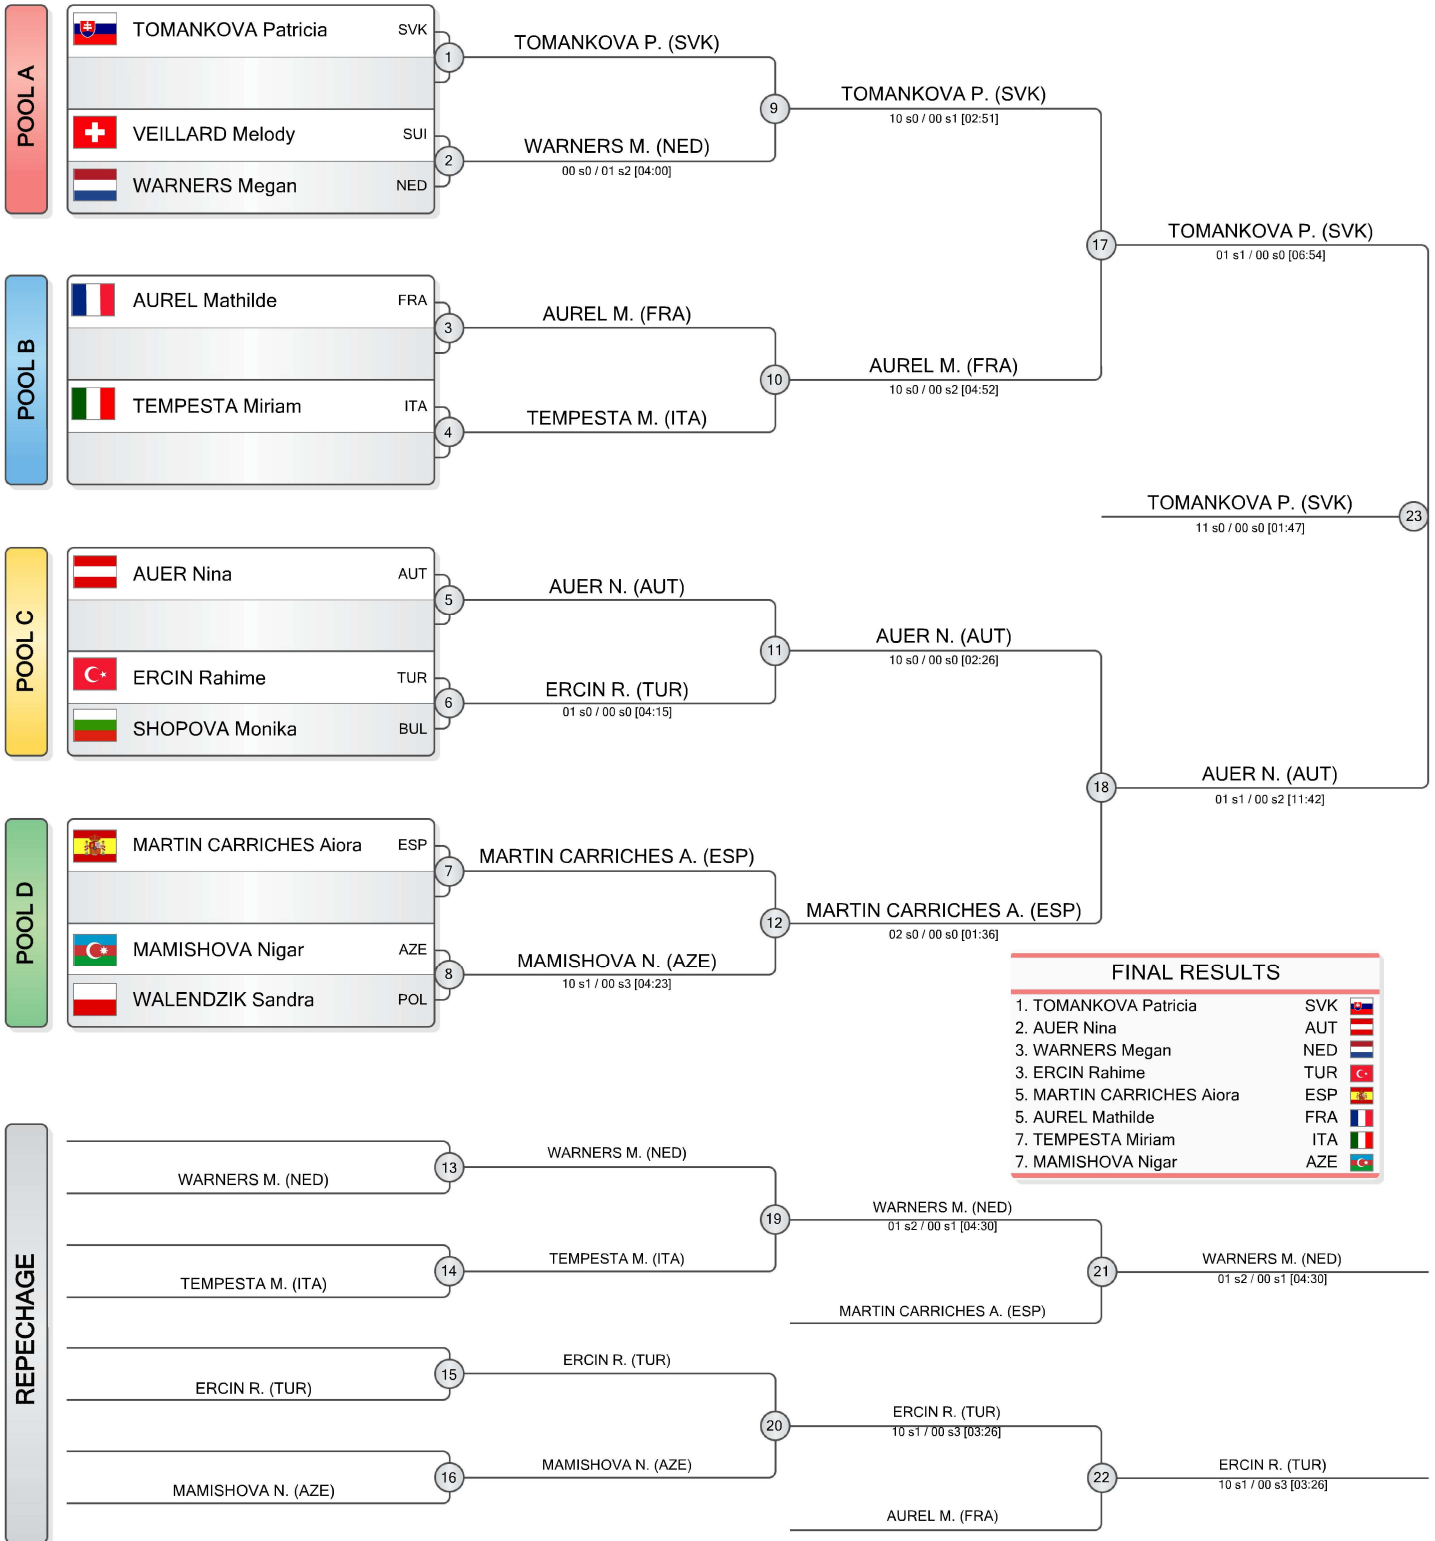 POOL A
TOMANKOVA Patricia SVK
VEILLARD Melody SUI
WARNERS Megan NED
1
TOMANKOVA P. (SVK)
2
WARNERS M. (NED)
00 s0 / 01 s2 [04:00]
9
TOMANKOVA P. (SVK)
10 s0 / 00 s1 [02:51]
POOL B
AUREL Mathilde FRA
TEMPESTA Miriam ITA
3
AUREL M. (FRA)
4
TEMPESTA M. (ITA)
10
AUREL M. (FRA)
10 s0 / 00 s2 [04:52]
17
TOMANKOVA P. (SVK)
01 s1 / 00 s0 [06:54]
TOMANKOVA P. (SVK)
11 s0 / 00 s0 [01:47]
23
POOL C
AUER Nina AUT
ERCIN Rahime TUR
SHOPOVA Monika BUL
5
AUER N. (AUT)
6
ERCIN R. (TUR)
01 s0 / 00 s0 [04:15]
11
AUER N. (AUT)
10 s0 / 00 s0 [02:26]
POOL D
MARTIN CARRICHES Aiora ESP
MAMISHOVA Nigar AZE
WALENDZIK Sandra POL
7
MARTIN CARRICHES A. (ESP)
8
MAMISHOVA N. (AZE)
10 s1 / 00 s3 [04:23]
12
MARTIN CARRICHES A. (ESP)
02 s0 / 00 s0 [01:36]
18
AUER N. (AUT)
01 s1 / 00 s2 [11:42]
FINAL RESULTS
1. TOMANKOVA Patricia SVK
2. AUER Nina AUT
3. WARNERS Megan NED
3. ERCIN Rahime TUR
5. MARTIN CARRICHES Aiora ESP
5. AUREL Mathilde FRA
7. TEMPESTA Miriam ITA
7. MAMISHOVA Nigar AZE
REPECHAGE
WARNERS M. (NED)
13
WARNERS M. (NED)
TEMPESTA M. (ITA)
14
TEMPESTA M. (ITA)
19
WARNERS M. (NED)
01 s2 / 00 s1 [04:30]
MARTIN CARRICHES A. (ESP)
21
WARNERS M. (NED)
01 s2 / 00 s1 [04:30]
ERCIN R. (TUR)
15
ERCIN R. (TUR)
MAMISHOVA N. (AZE)
16
MAMISHOVA N. (AZE)
20
ERCIN R. (TUR)
10 s1 / 00 s3 [03:26]
AUREL M. (FRA)
22
ERCIN R. (TUR)
10 s1 / 00 s3 [03:26]